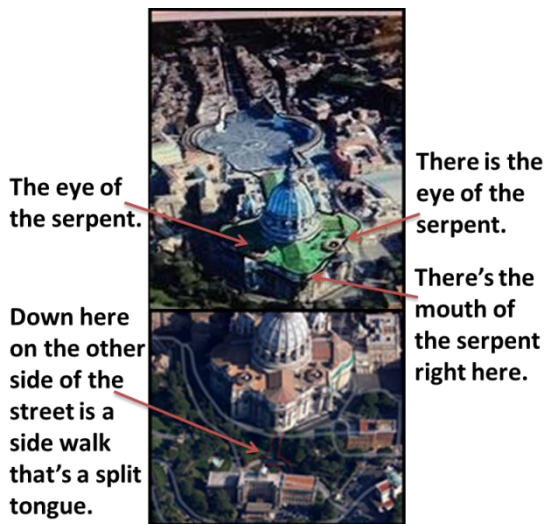 The eye of
the serpent.
There is the
eye of the
serpent.
There's the
mouth of
the serpent
right here.
Down here
on the other
side of the
street is a
side walk
that's a split
tongue.